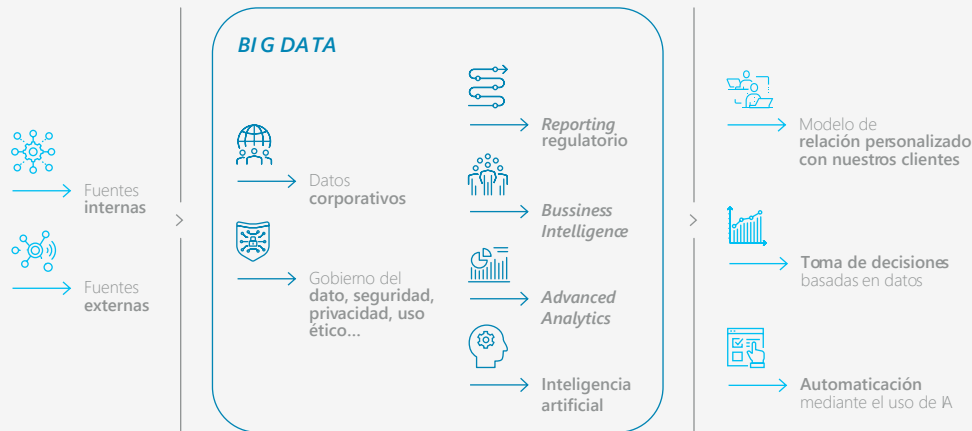 Fuentes
internas
Fuentes
externas
BIG DATA
Datos
corporativos
Gobierno del
dato, seguridad,
privacidad, uso
ético...
Reporting
regulatorio
Bussiness
Intelligence
Advanced
Analytics
Inteligencia
artificial
Modelo de
relación personalizado
con nuestros clientes
Toma de decisiones
basadas en datos
Automaticación
mediante el uso de IA